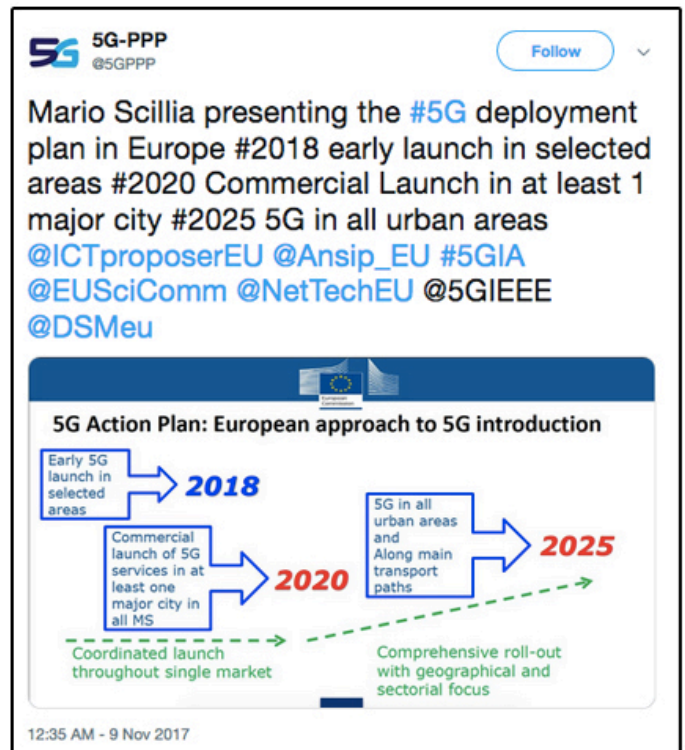 5G
5G-PPP
@5GPPP
Follow
Mario Scillia presenting the #5G deployment
plan in Europe #2018 early launch in selected
areas #2020 Commercial Launch in at least 1
major city #2025 5G in all urban areas
@ICTproposerEU @Ansip_EU #5GIA
@EUSciComm @NetTechEU @5GIEEE
@DSMeu
European
Commission
5G Action Plan: European approach to 5G introduction
Early 5G
launch in
selected
areas
2018
Commercial
launch of 5G
services in at
least one
major city in
all MS
2020
5G in all
urban areas
and
Along main
transport
paths
2025
Coordinated launch
throughout single market
Comprehensive roll-out
with geographical and
sectorial focus
12:35 AM - 9 Nov 2017